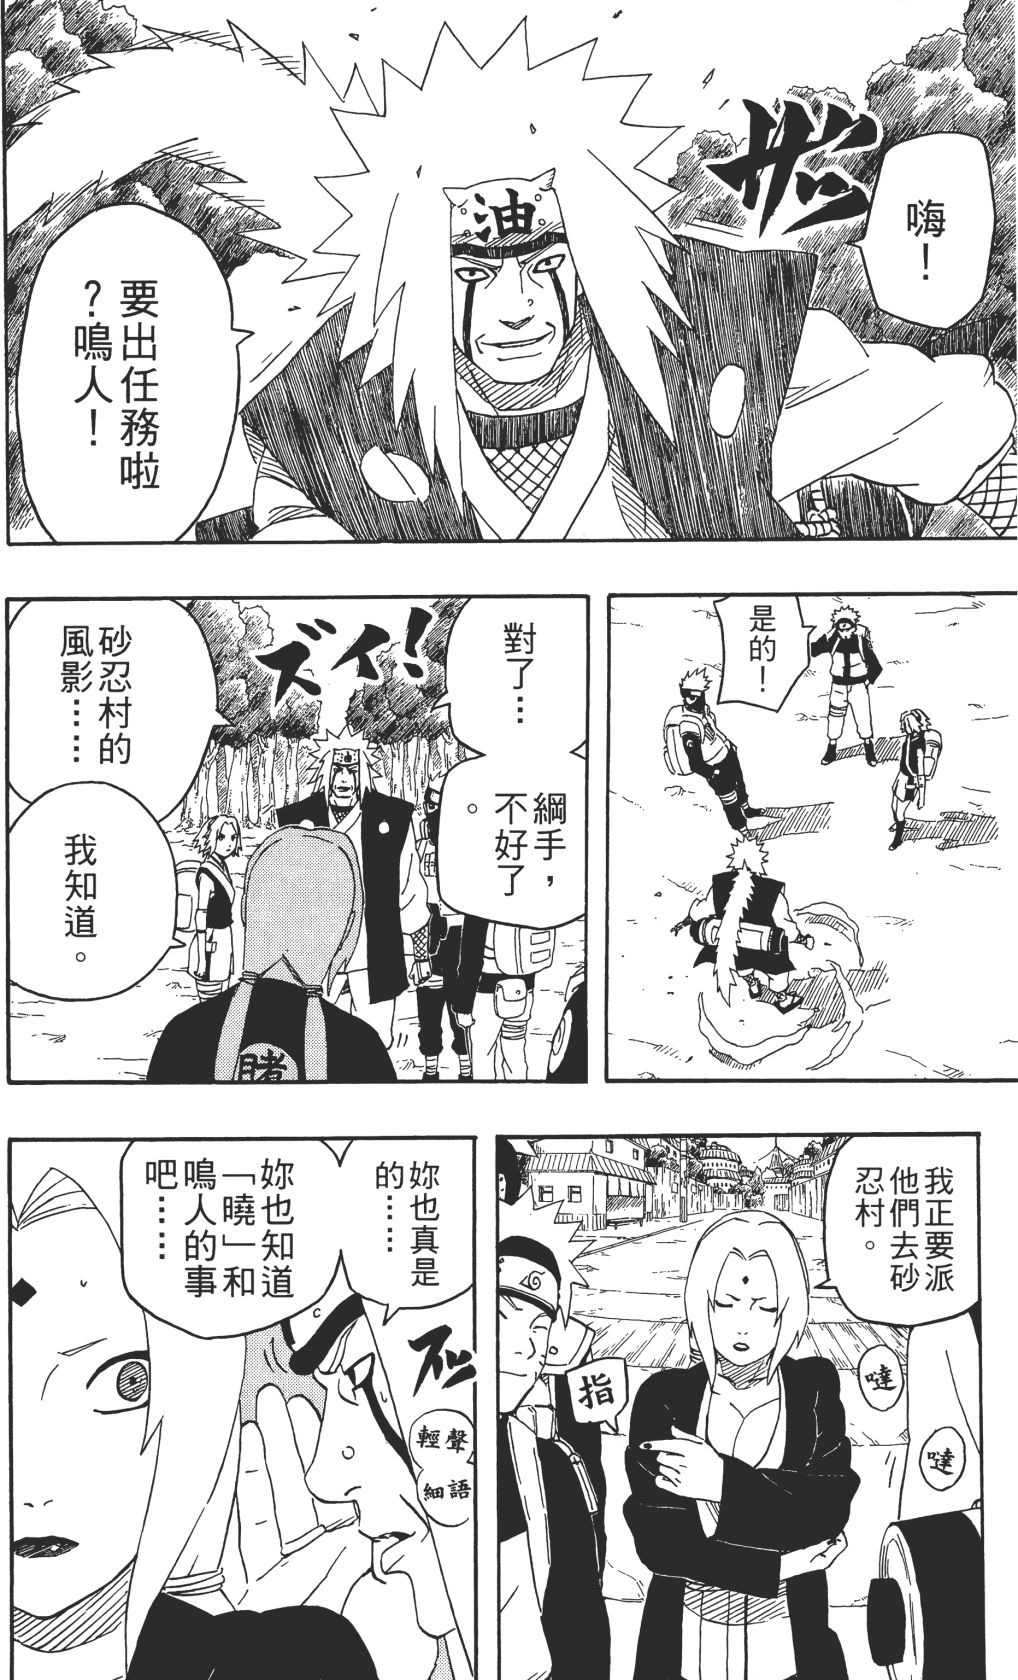 嗨！
ザッ
油
要出任務啦
？鳴人！
是的！
對了…
綱手，
不好了
。
ズイ！
砂忍村的
風影……
我知道。
賭
我正要派
他們去砂
忍村。
噠
噠
指
妳也真是
的……
妳也知道
「曉」和
鳴人的事
吧……
輕聲
細語